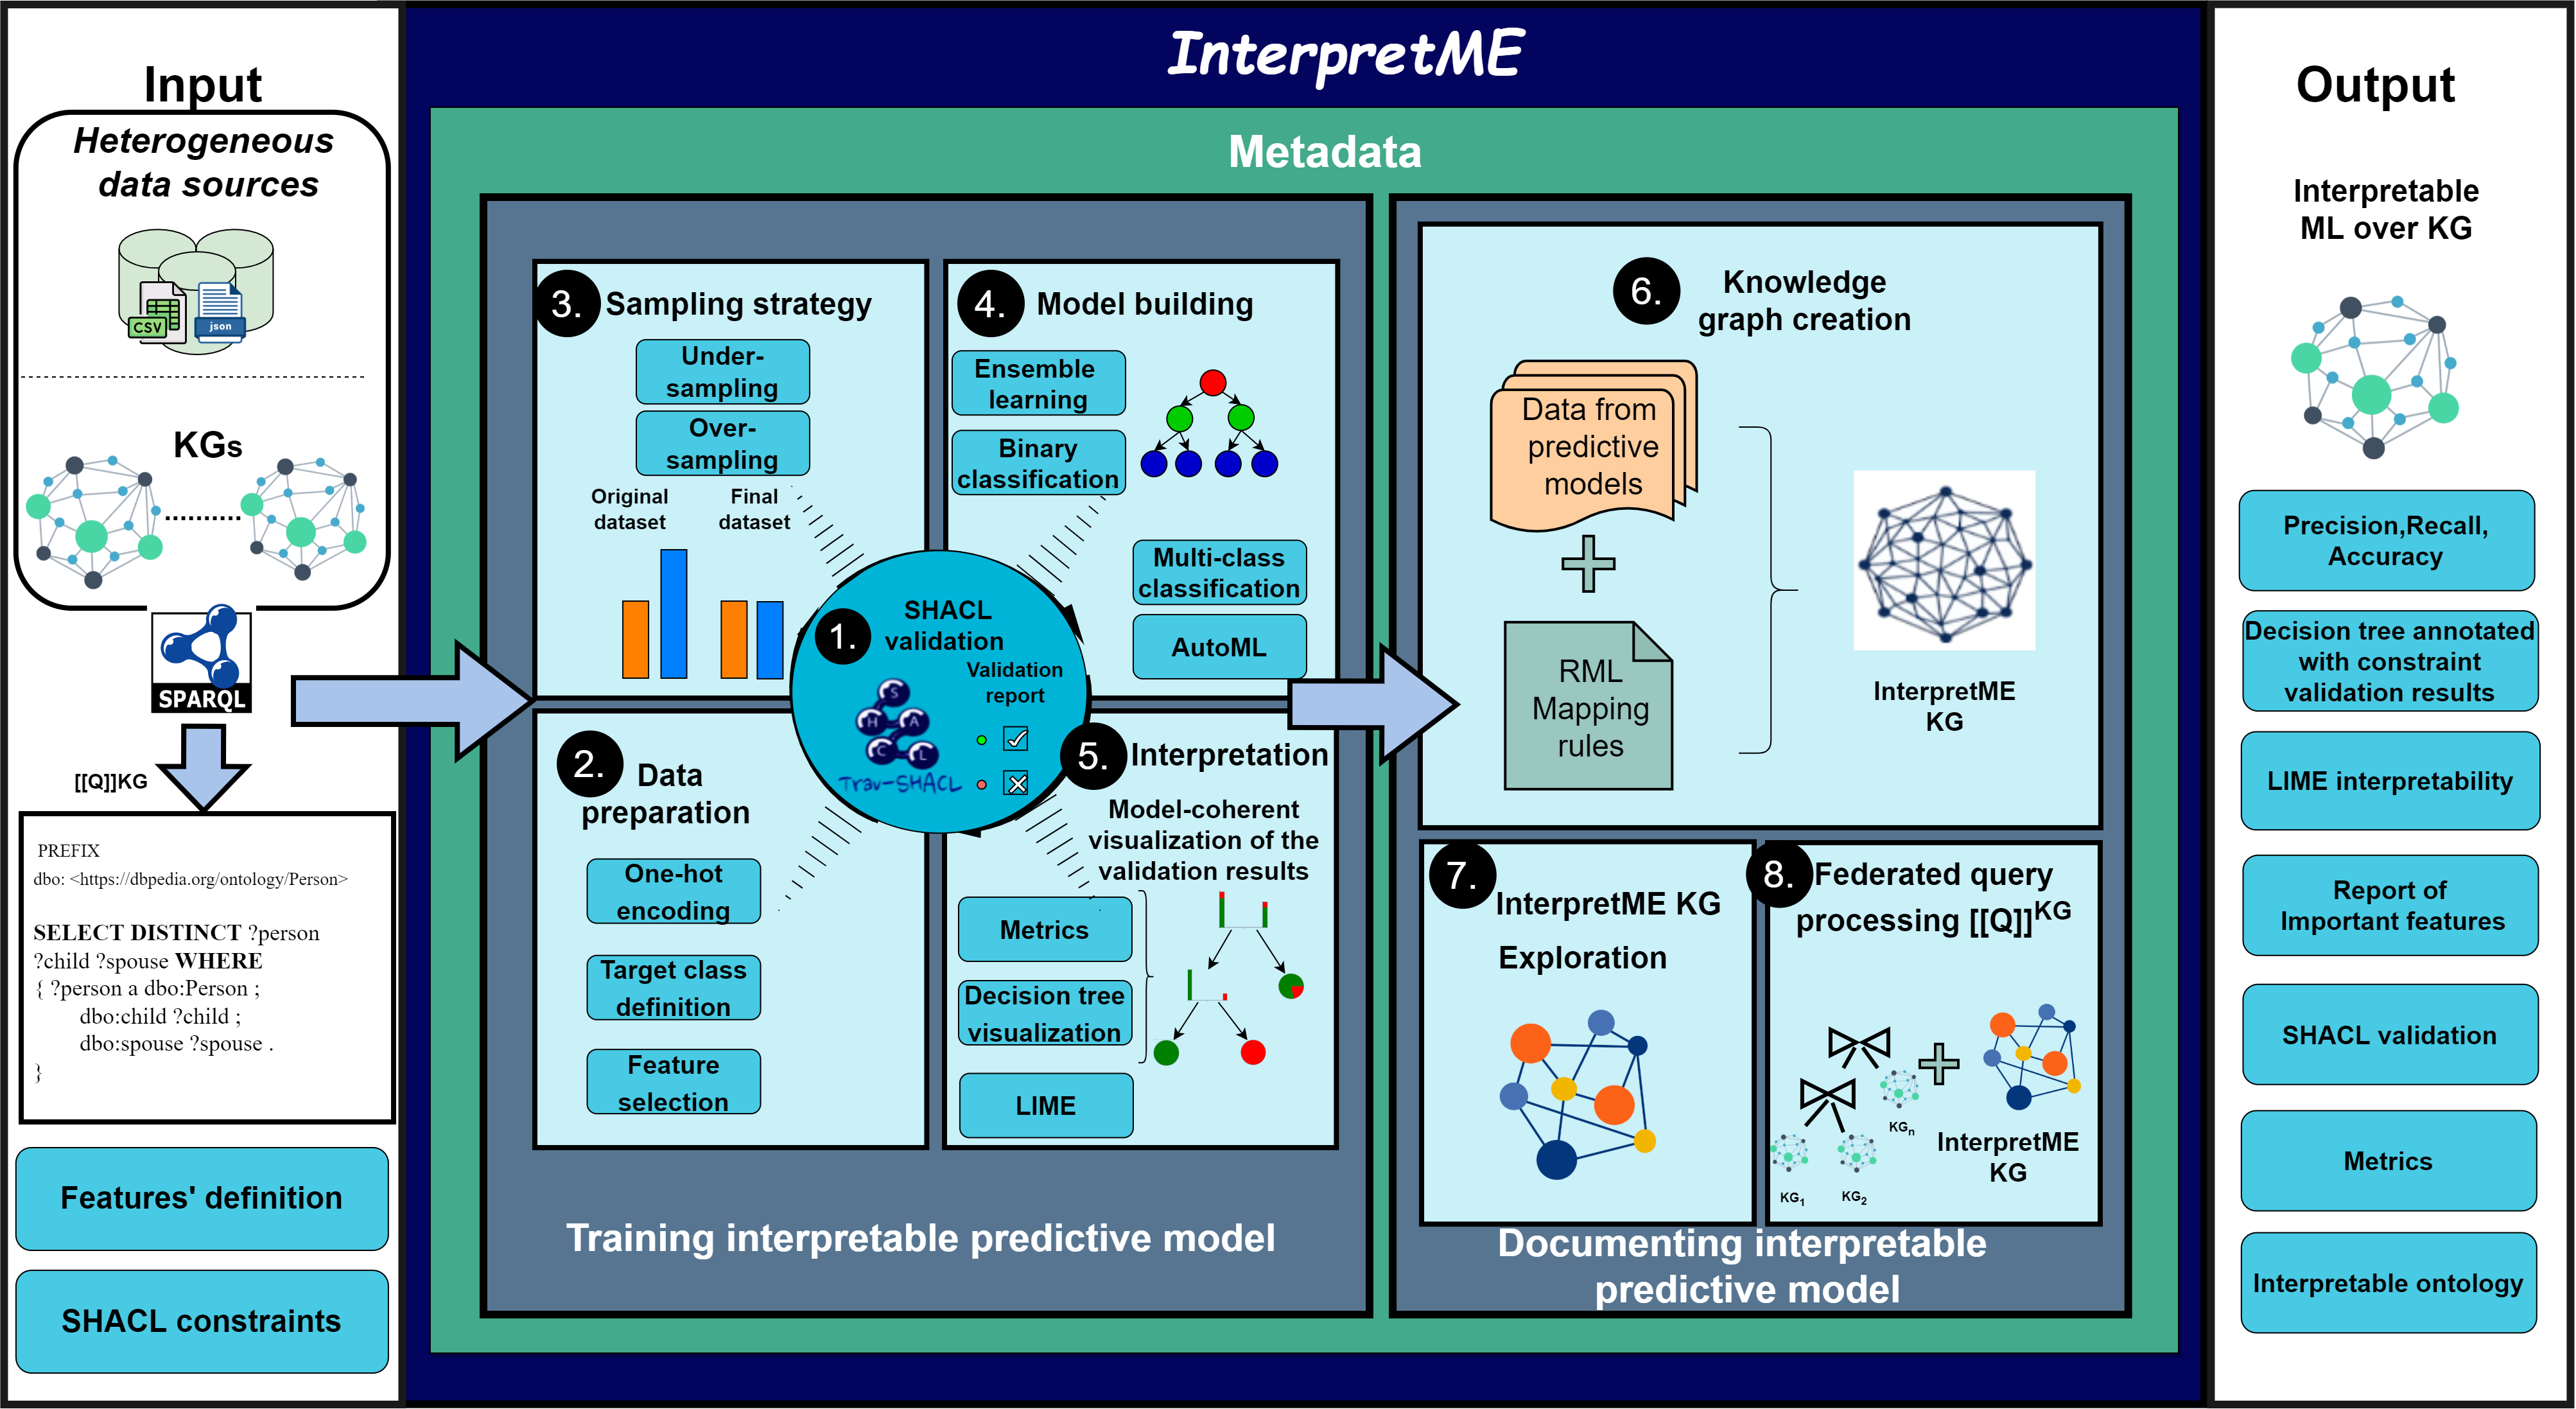 Input
Heterogeneous
data sources
CSV
json
KGs
..........
SPARQL
[[Q]]KG
PREFIX
dbo: <https://dbpedia.org/ontology/Person>
SELECT DISTINCT ?person
?child ?spouse WHERE
{ ?person a dbo:Person ;
dbo:child ?child ;
dbo:spouse ?spouse .
}
Features' definition
SHACL constraints
InterpretME
Metadata
3. Sampling strategy
Under-
sampling
Over-
sampling
Original
dataset
Final
dataset
4. Model building
Ensemble
learning
Binary
classification
Multi-class
classification
AutoML
1.
SHACL
validation
Validation
report
S
H A
C L
Trav-SHACL
2. Data
preparation
One-hot
encoding
Target class
definition
Feature
selection
5. Interpretation
Model-coherent
visualization of the
validation results
Metrics
Decision tree
visualization
LIME
Training interpretable predictive model
6. Knowledge
graph creation
Data from
predictive
models
RML
Mapping
rules
InterpretME
KG
7.
InterpretME KG
Exploration
8. Federated query
processing [[Q]]KG
KGn
KG1
KG2
InterpretME
KG
Documenting interpretable
predictive model
Output
Interpretable
ML over KG
Precision,Recall,
Accuracy
Decision tree annotated
with constraint
validation results
LIME interpretability
Report of
Important features
SHACL validation
Metrics
Interpretable ontology